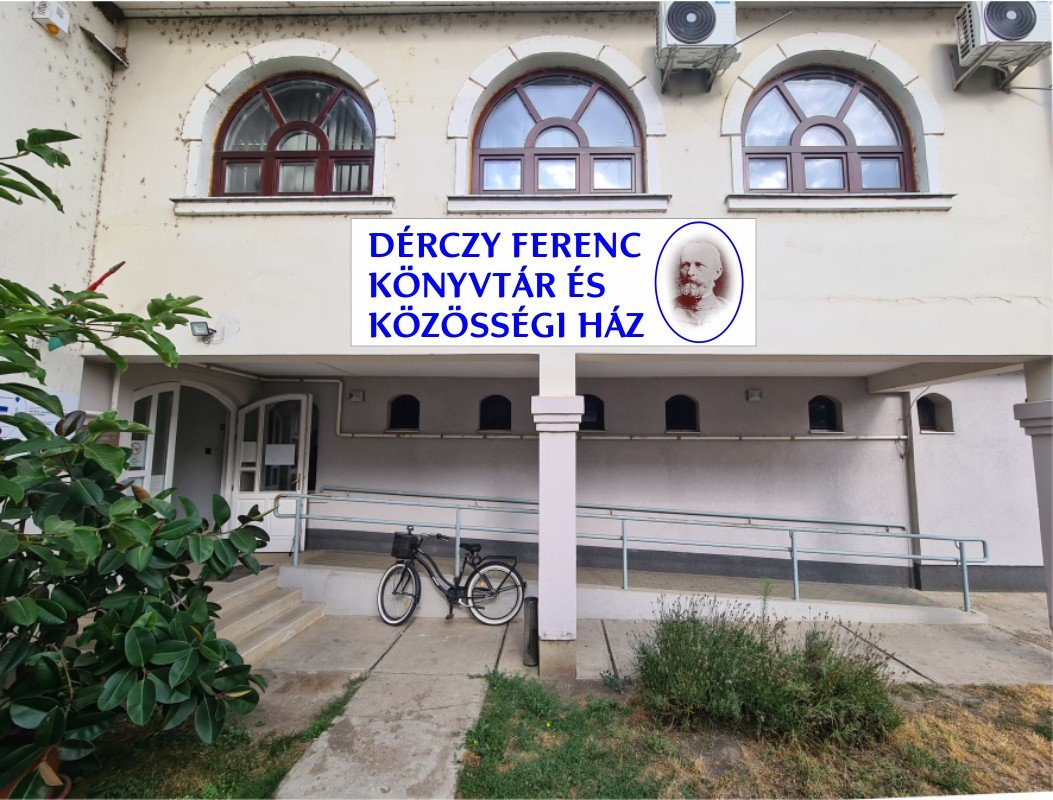 DÉRCZY FERENC
KÖNYVTÁR ÉS
KÖZÖSSÉGI HÁZ